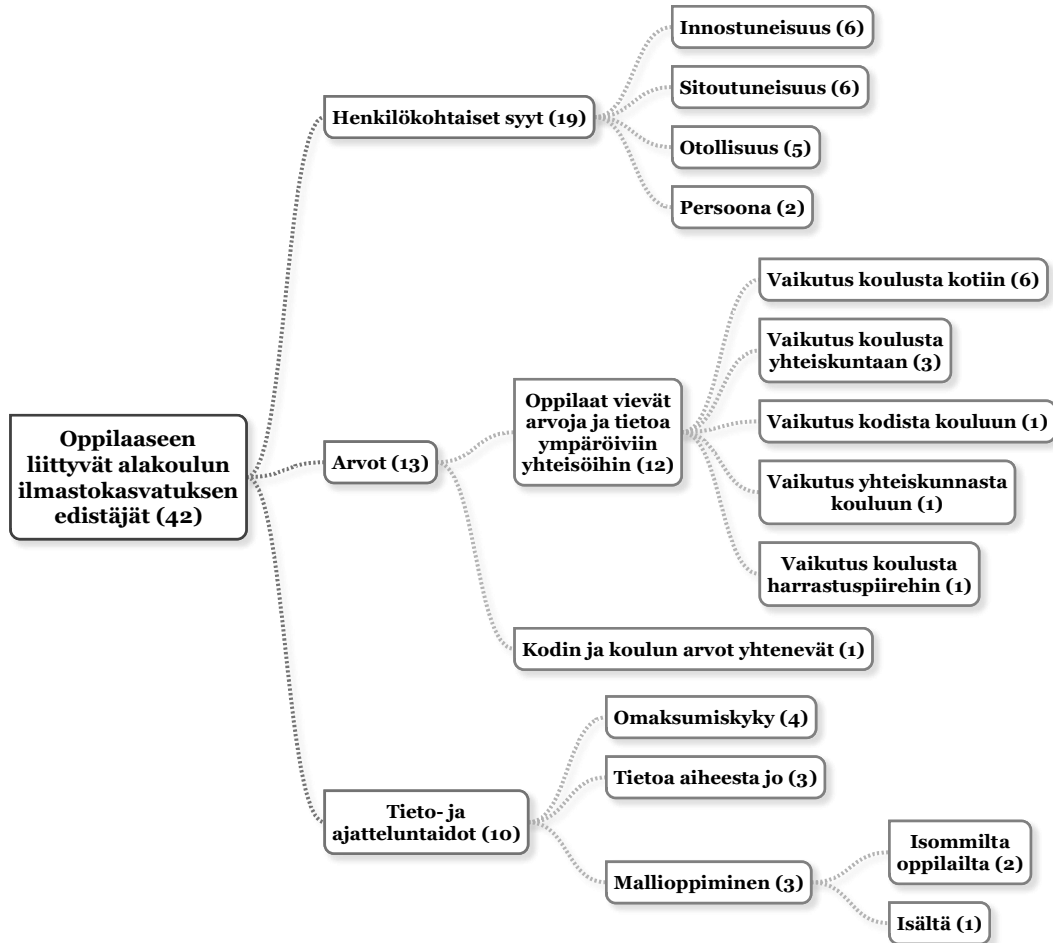 Innostuneisuus (6)
Sitoutuneisuus (6)
Henkilökohtaiset syyt (19)
Otollisuus (5)
Persoona (2)
Vaikutus koulusta kotiin (6)
Vaikutus koulusta
yhteiskuntaan (3)
Oppilaat vievät
arvoja ja tietoa
ympäröiviin
yhteisöihin (12)
Vaikutus kodista kouluun (1)
Oppilaaseen
liittyvät alakoulun
ilmastokasvatuksen
edistäjät (42)
Arvot (13)
Vaikutus yhteiskunnasta
kouluun (1)
Vaikutus koulusta
harrastuspiirehin (1)
Kodin ja koulun arvot yhtenevät (1)
Omaksumiskyky (4)
Tietoa aiheesta jo (3)
Tieto- ja
ajatteluntaidot (10)
Mallioppiminen (3)
Isommilta
oppilailta (2)
Isältä (1)